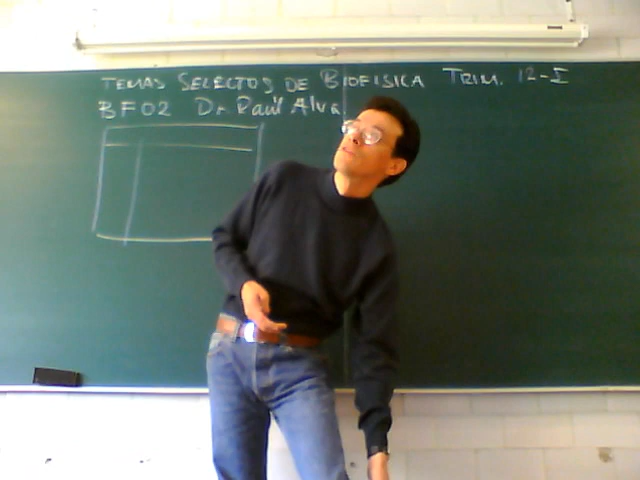 TEMAS SELECTOS DE BIOFISICA TRIM. 12-I
BF02 Dr Raúl Alva